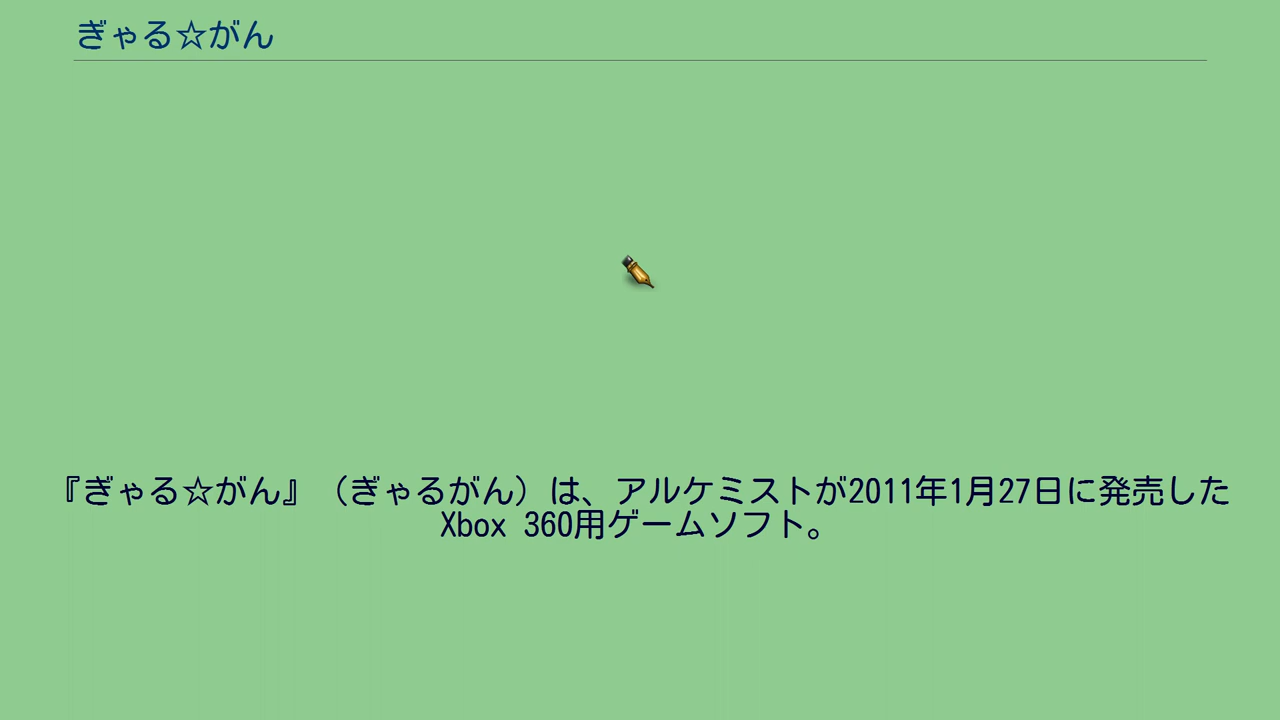 ぎゃる☆がん
『ぎゃる☆がん』（ぎゃるがん）は、アルケミストが2011年1月27日に発売した
Xbox 360用ゲームソフト。